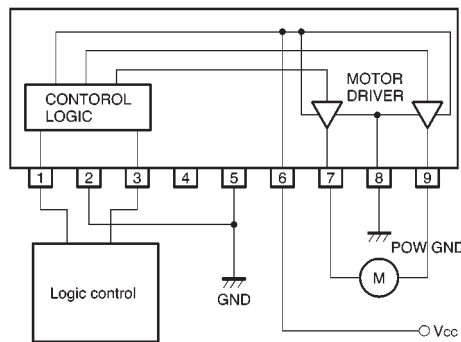 MOTOR
DRIVER
CONTOROL
LOGIC
1 2 3 4 5 6 7 8 9
POW GND
M
Logic control
GND
Vcc